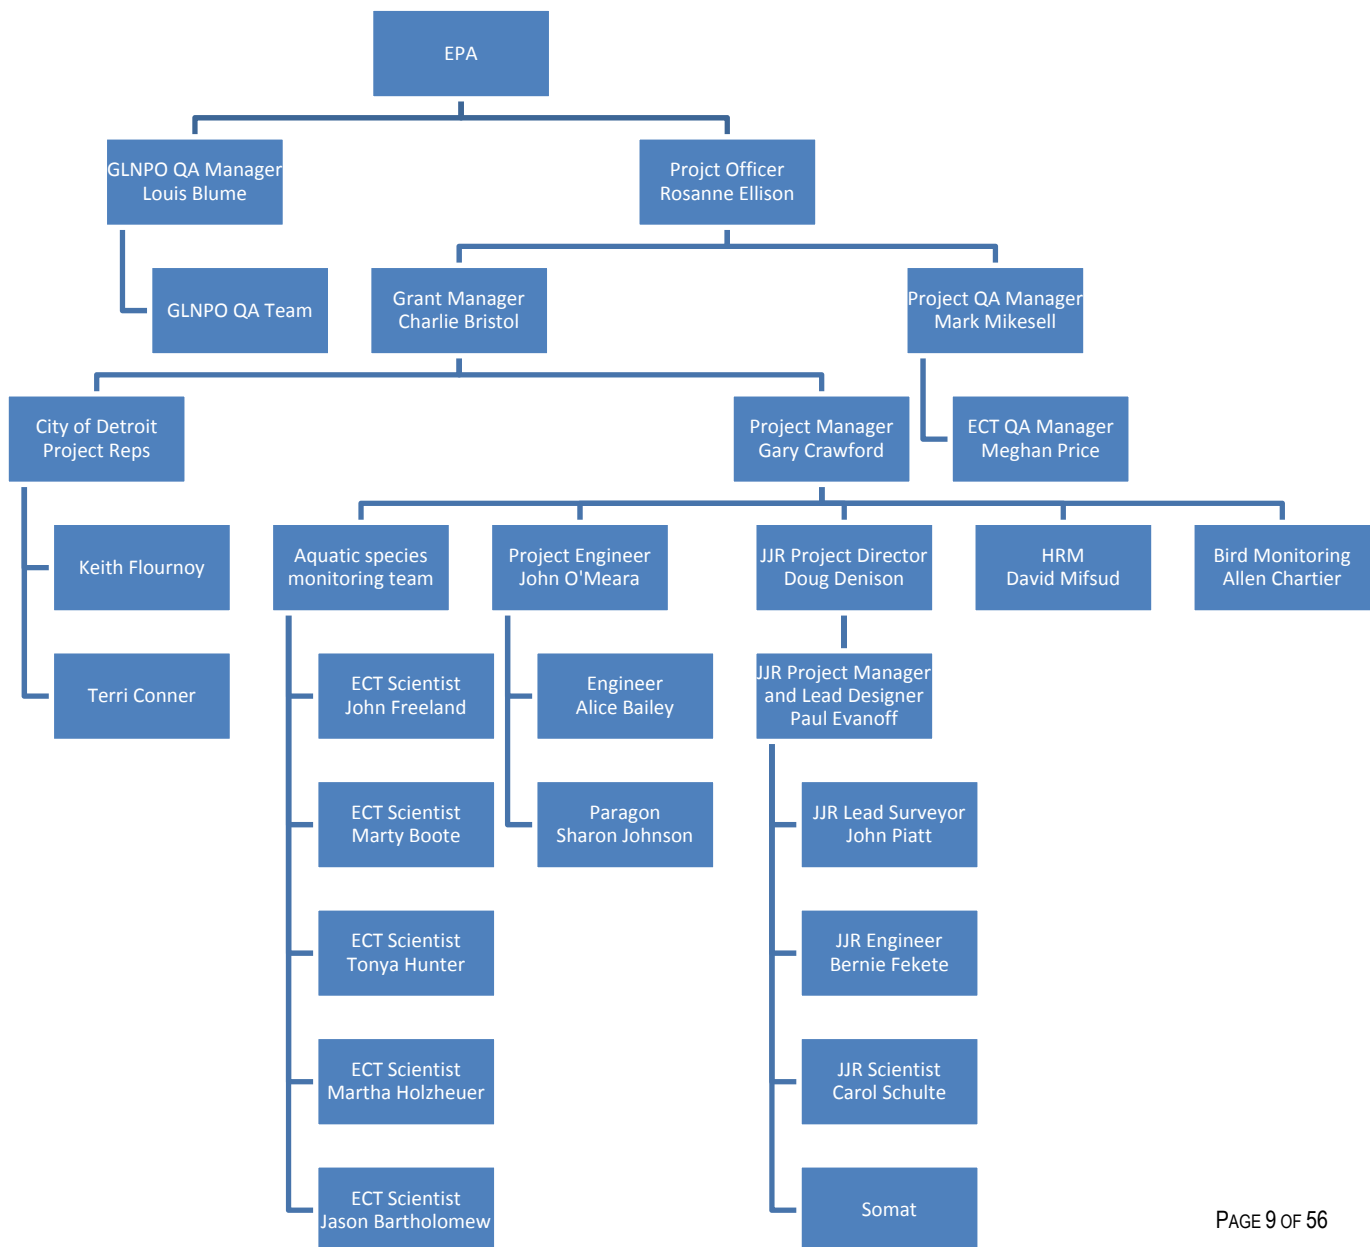 EPA
GLNPO QA Manager
Louis Blume
Projct Officer
Rosanne Ellison
GLNPO QA Team
Grant Manager
Charlie Bristol
Project QA Manager
Mark Mikesell
City of Detroit
Project Reps
Project Manager
Gary Crawford
ECT QA Manager
Meghan Price
Keith Flournoy
Terri Conner
Aquatic species
monitoring team
Project Engineer
John O'Meara
JJR Project Director
Doug Denison
HRM
David Mifsud
Bird Monitoring
Allen Chartier
ECT Scientist
John Freeland
Engineer
Alice Bailey
JJR Project Manager
and Lead Designer
Paul Evanoff
ECT Scientist
Marty Boote
Paragon
Sharon Johnson
JJR Lead Surveyor
John Piatt
ECT Scientist
Tonya Hunter
JJR Engineer
Bernie Fekete
ECT Scientist
Martha Holzheuer
JJR Scientist
Carol Schulte
ECT Scientist
Jason Bartholomew
Somat
PAGE 9 OF 56